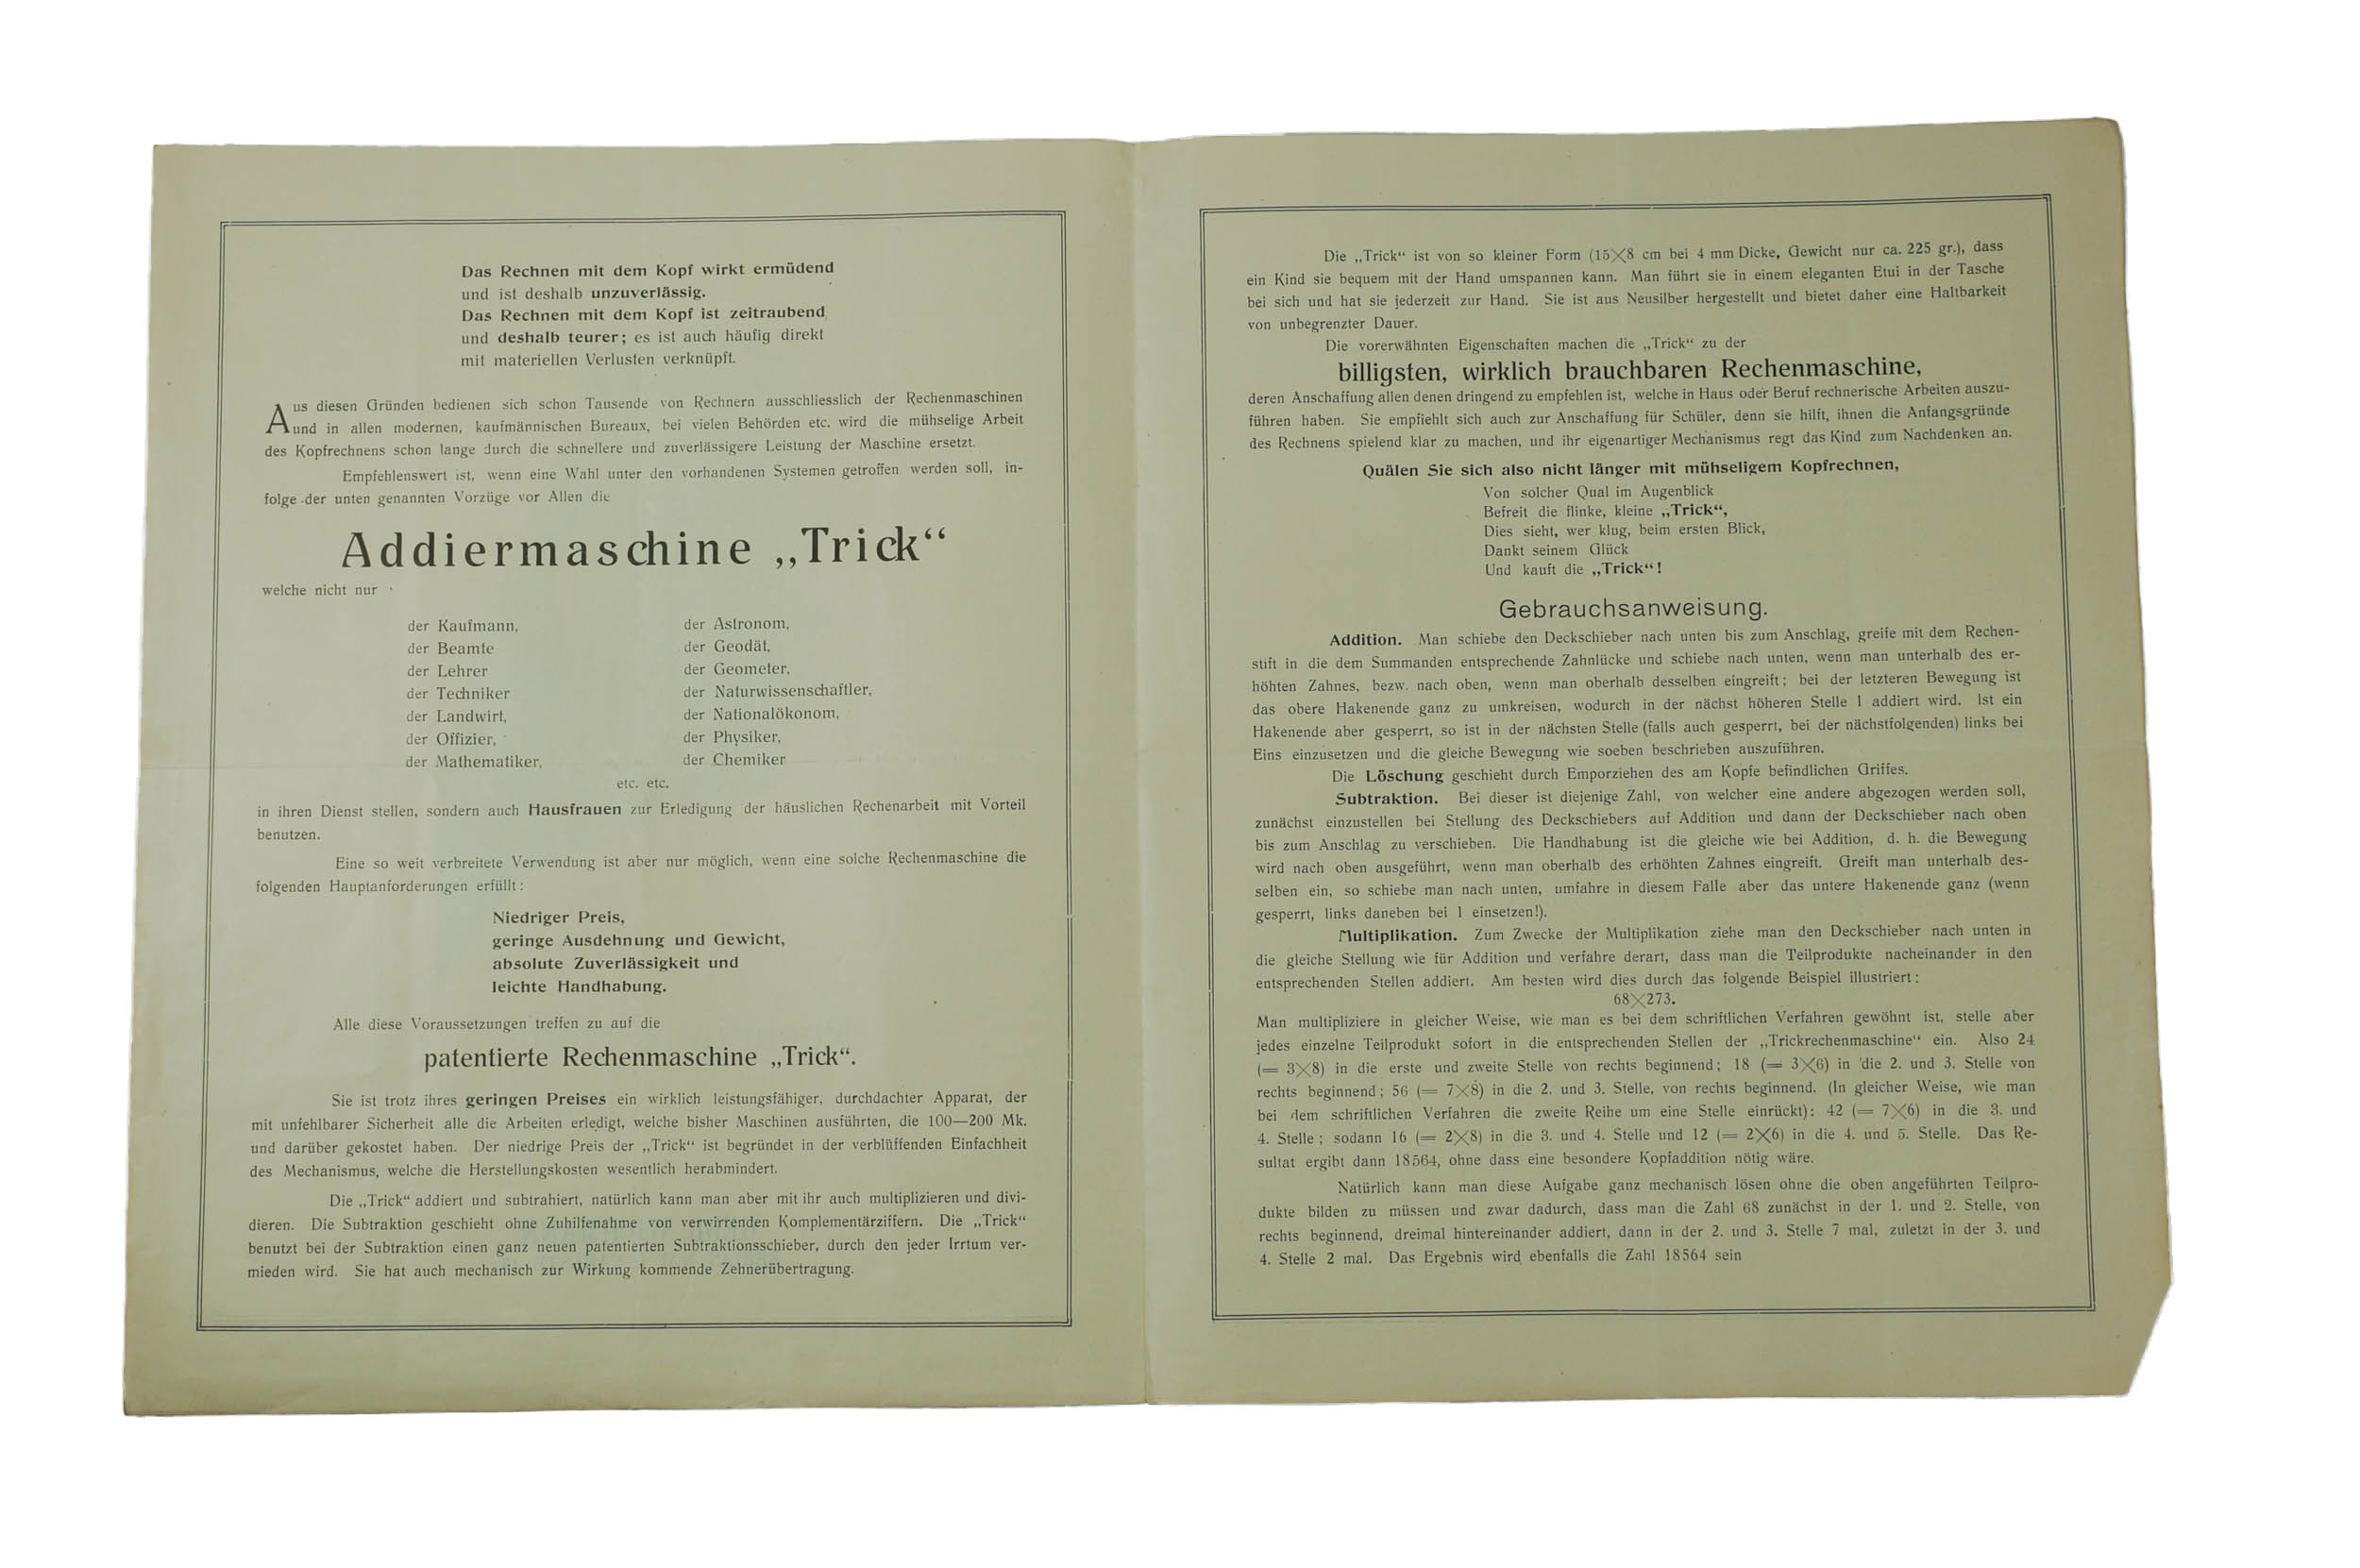 Das Rechnen mit dem Kopf wirkt ermüdend
und ist deshalb unzuverlässig.
Das Rechnen mit dem Kopf ist zeitraubend
und deshalb teurer; es ist auch häufig direkt
mit materiellen Verlusten verknüpft.
Aus diesen Gründen bedienen sich schon Tausende von Rechnern ausschliesslich der Rechenmaschinen
und in allen modernen, kaufmännischen Bureaux, bei vielen Behörden etc. wird die mühselige Arbeit
des Kopfrechnens schon lange durch die schnellere und zuverlässigere Leistung der Maschine ersetzt.
Empfehlenswert ist, wenn eine Wahl unter den vorhandenen Systemen getroffen werden soll, in-
folge der unten genannten Vorzüge vor Allen die
Addiermaschine „Trick“
welche nicht nur
der Kaufmann,
der Beamte
der Lehrer
der Techniker
der Landwirt,
der Offizier,
der Mathematiker,
der Astronom,
der Geodät,
der Geometer,
der Naturwissenschaftler,
der Nationalökonom,
der Physiker,
der Chemiker
etc. etc.
in ihren Dienst stellen, sondern auch Hausfrauen zur Erledigung der häuslichen Rechenarbeit mit Vorteil
benutzen.
Eine so weit verbreitete Verwendung ist aber nur möglich, wenn eine solche Rechenmaschine die
folgenden Hauptanforderungen erfüllt:
Niedriger Preis,
geringe Ausdehnung und Gewicht,
absolute Zuverlässigkeit und
leichte Handhabung.
Alle diese Voraussetzungen treffen zu auf die
patentierte Rechenmaschine „Trick“.
Sie ist trotz ihres geringen Preises ein wirklich leistungsfähiger, durchdachter Apparat, der
mit unfehlbarer Sicherheit alle die Arbeiten erledigt, welche bisher Maschinen ausführten, die 100—200 Mk.
und darüber gekostet haben. Der niedrige Preis der „Trick“ ist begründet in der verblüffenden Einfachheit
des Mechanismus, welche die Herstellungskosten wesentlich herabmindert.
Die „Trick“ addiert und subtrahiert, natürlich kann man aber mit ihr auch multiplizieren und divi-
dieren. Die Subtraktion geschieht ohne Zuhilfenahme von verwirrenden Komplementärziffern. Die „Trick“
benutzt bei der Subtraktion einen ganz neuen patentierten Subtraktionsschieber, durch den jeder Irrtum ver-
mieden wird. Sie hat auch mechanisch zur Wirkung kommende Zehnerübertragung.
Die „Trick“ ist von so kleiner Form (15×8 cm bei 4 mm Dicke, Gewicht nur ca. 225 gr.), dass
ein Kind sie bequem mit der Hand umspannen kann. Man führt sie in einem eleganten Etui in der Tasche
bei sich und hat sie jederzeit zur Hand. Sie ist aus Neusilber hergestellt und bietet daher eine Haltbarkeit
von unbegrenzter Dauer.
Die vorerwähnten Eigenschaften machen die „Trick“ zu der
billigsten, wirklich brauchbaren Rechenmaschine,
deren Anschaffung allen denen dringend zu empfehlen ist, welche in Haus oder Beruf rechnerische Arbeiten auszu-
führen haben. Sie empfiehlt sich auch zur Anschaffung für Schüler, denn sie hilft, ihnen die Anfangsgründe
des Rechnens spielend klar zu machen, und ihr eigenartiger Mechanismus regt das Kind zum Nachdenken an.
Quälen Sie sich also nicht länger mit mühseligem Kopfrechnen,
Von solcher Qual im Augenblick
Befreit die flinke, kleine „Trick“,
Dies sieht, wer klug, beim ersten Blick,
Dankt seinem Glück
Und kauft die „Trick“!
Gebrauchsanweisung.
Addition. Man schiebe den Deckschieber nach unten bis zum Anschlag, greife mit dem Rechen-
stift in die dem Summanden entsprechende Zahnlücke und schiebe nach unten, wenn man unterhalb des er-
höhten Zahnes, bezw. nach oben, wenn man oberhalb desselben eingreift; bei der letzteren Bewegung ist
das obere Hakenende ganz zu umkreisen, wodurch in der nächst höheren Stelle 1 addiert wird. Ist ein
Hakenende aber gesperrt, so ist in der nächsten Stelle (falls auch gesperrt, bei der nächstfolgenden) links bei
Eins einzusetzen und die gleiche Bewegung wie soeben beschrieben auszuführen.
Die Löschung geschieht durch Emporziehen des am Kopfe befindlichen Griffes.
Subtraktion. Bei dieser ist diejenige Zahl, von welcher eine andere abgezogen werden soll,
zunächst einzustellen bei Stellung des Deckschiebers auf Addition und dann der Deckschieber nach oben
bis zum Anschlag zu verschieben. Die Handhabung ist die gleiche wie bei Addition, d. h. die Bewegung
wird nach oben ausgeführt, wenn man oberhalb des erhöhten Zahnes eingreift. Greift man unterhalb des-
selben ein, so schiebe man nach unten, umfahre in diesem Falle aber das untere Hakenende ganz (wenn
gesperrt, links daneben bei 1 einsetzen!).
Multiplikation. Zum Zwecke der Multiplikation ziehe man den Deckschieber nach unten in
die gleiche Stellung wie für Addition und verfahre derart, dass man die Teilprodukte nacheinander in den
entsprechenden Stellen addiert. Am besten wird dies durch das folgende Beispiel illustriert:
68×273.
Man multipliziere in gleicher Weise, wie man es bei dem schriftlichen Verfahren gewöhnt ist, stelle aber
jedes einzelne Teilprodukt sofort in die entsprechenden Stellen der „Trickrechenmaschine“ ein. Also 24
(= 3×8) in die erste und zweite Stelle von rechts beginnend; 18 (= 3×6) in die 2. und 3. Stelle von
rechts beginnend; 56 (= 7×8) in die 2. und 3. Stelle, von rechts beginnend. (In gleicher Weise, wie man
bei dem schriftlichen Verfahren die zweite Reihe um eine Stelle einrückt): 42 (= 7×6) in die 3. und
4. Stelle; sodann 16 (= 2×8) in die 3. und 4. Stelle und 12 (= 2×6) in die 4. und 5. Stelle. Das Re-
sultat ergibt dann 18564, ohne dass eine besondere Kopfaddition nötig wäre.
Natürlich kann man diese Aufgabe ganz mechanisch lösen ohne die oben angeführten Teilpro-
dukte bilden zu müssen und zwar dadurch, dass man die Zahl 68 zunächst in der 1. und 2. Stelle, von
rechts beginnend, dreimal hintereinander addiert, dann in der 2. und 3. Stelle 7 mal, zuletzt in der 3. und
4. Stelle 2 mal. Das Ergebnis wird ebenfalls die Zahl 18564 sein